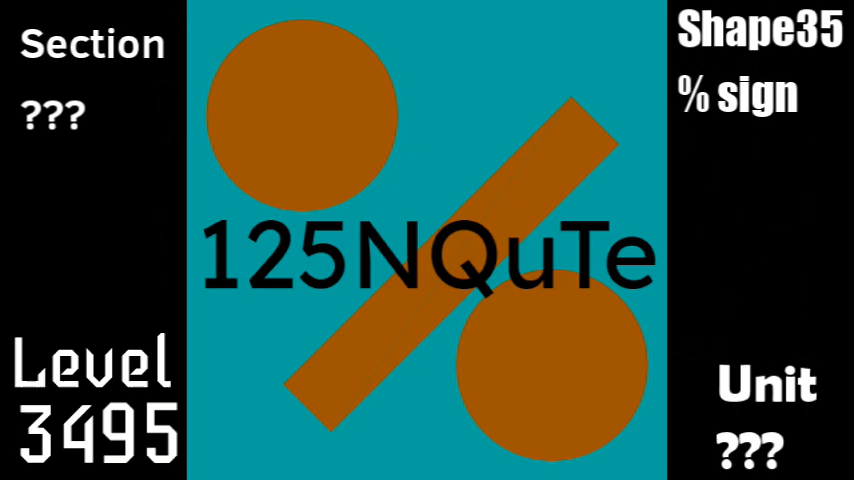 Section
???
Shape35
% sign
125NQuTe
Level
3495
Unit
???